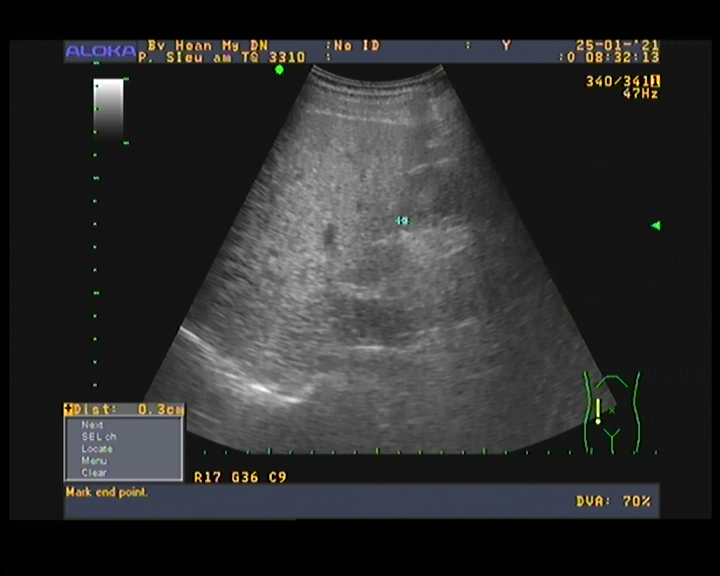 ALOKA Bv Hoan My DN :No ID : Y 25-01-'21
P. Sieu am TQ 3310 :0 08:32:13
340/341
47Hz
+Dist: 0.3cm
Next
SEL ch
Locate
Menu
Clear
R17 G36 C9
Mark end point.
DVA: 70%